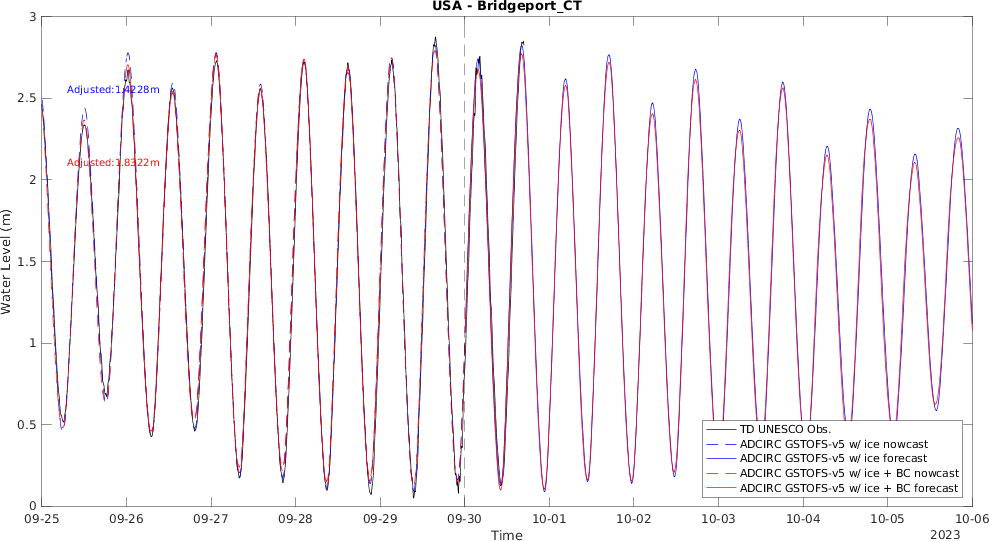 USA - Bridgeport_CT
3
2.5
2
1.5
1
0.5
0
Water Level (m)
Adjusted:1.4228m
Adjusted:1.8322m
TD UNESCO Obs.
ADCIRC GSTOFS-v5 w/ ice nowcast
ADCIRC GSTOFS-v5 w/ ice forecast
ADCIRC GSTOFS-v5 w/ ice + BC nowcast
ADCIRC GSTOFS-v5 w/ ice + BC forecast
09-25 09-26 09-27 09-28 09-29 09-30 10-01 10-02 10-03 10-04 10-05 10-06
Time
2023